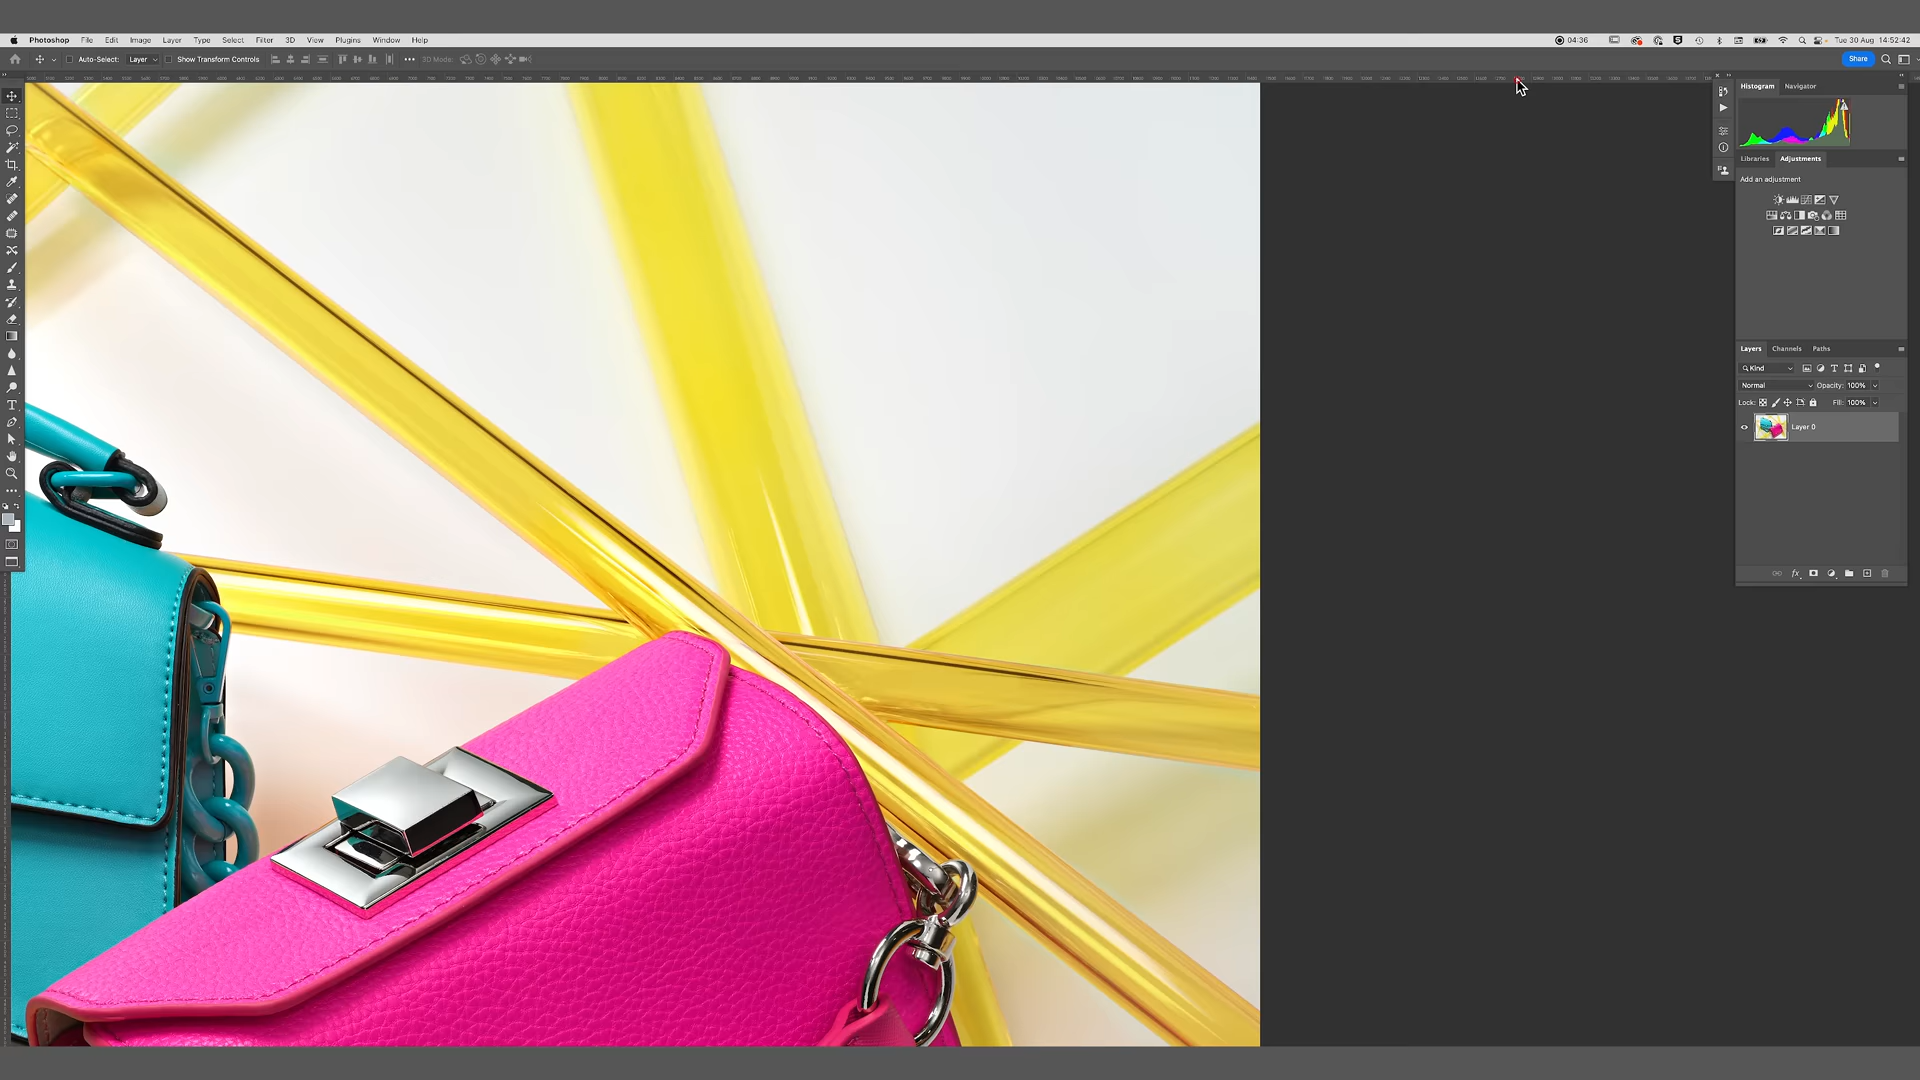 Photoshop File Edit Image Layer Type Select Filter 3D View Plugins Window Help 04:36 Tue 30 Aug 14:52:42
Auto-Select: Layer Show Transform Controls 3D Mode: Share
Histogram Navigator
Libraries Adjustments
Add an adjustment
Layers Channels Paths
Kind
Normal Opacity: 100%
Lock: Fill: 100%
Layer 0
fx